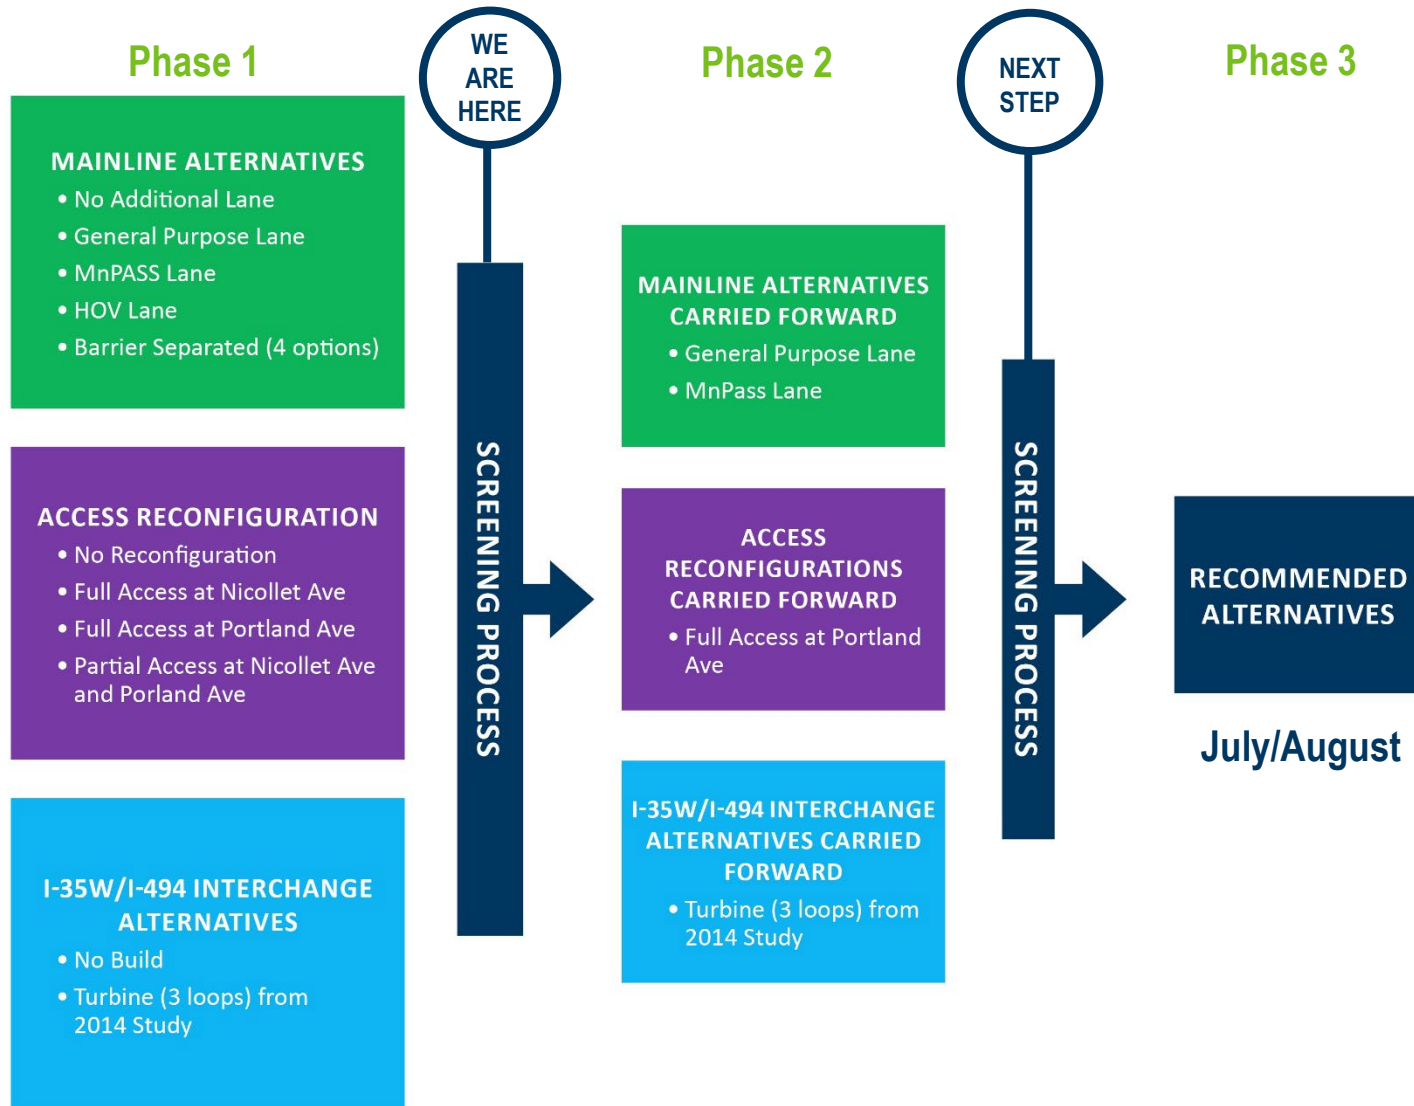 Phase 1
MAINLINE ALTERNATIVES
• No Additional Lane
• General Purpose Lane
• MnPASS Lane
• HOV Lane
• Barrier Separated (4 options)
ACCESS RECONFIGURATION
• No Reconfiguration
• Full Access at Nicollet Ave
• Full Access at Portland Ave
• Partial Access at Nicollet Ave
and Porland Ave
I-35W/I-494 INTERCHANGE
ALTERNATIVES
• No Build
• Turbine (3 loops) from
2014 Study
WE
ARE
HERE
SCREENING PROCESS
Phase 2
MAINLINE ALTERNATIVES
CARRIED FORWARD
• General Purpose Lane
• MnPass Lane
ACCESS
RECONFIGURATIONS
CARRIED FORWARD
• Full Access at Portland
Ave
I-35W/I-494 INTERCHANGE
ALTERNATIVES CARRIED
FORWARD
• Turbine (3 loops) from
2014 Study
NEXT
STEP
SCREENING PROCESS
Phase 3
RECOMMENDED
ALTERNATIVES
July/August